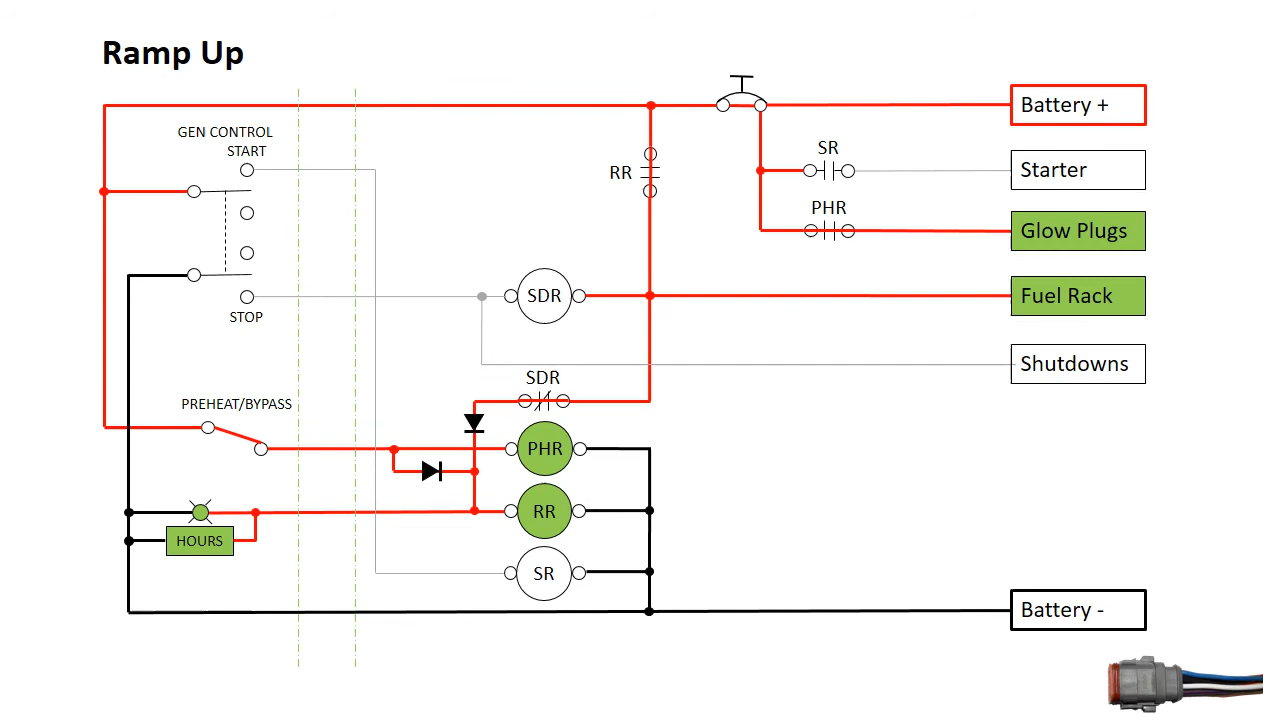 Ramp Up
Battery +
GEN CONTROL
START
SR
Starter
RR
PHR
Glow Plugs
SDR
Fuel Rack
STOP
Shutdowns
SDR
PREHEAT/BYPASS
PHR
RR
HOURS
SR
Battery -